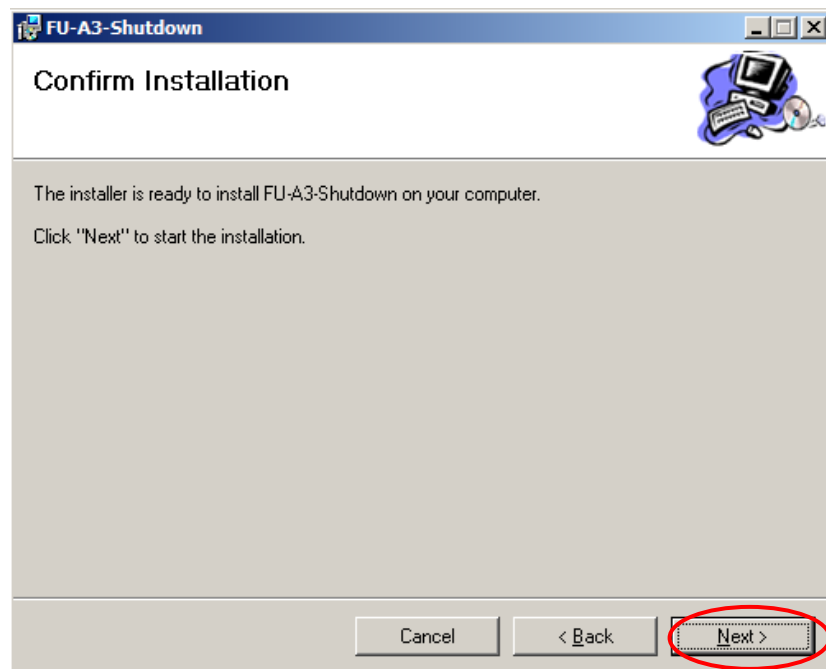 FU-A3-Shutdown
Confirm Installation
The installer is ready to install FU-A3-Shutdown on your computer.
Click "Next" to start the installation.
Cancel
< Back
Next >